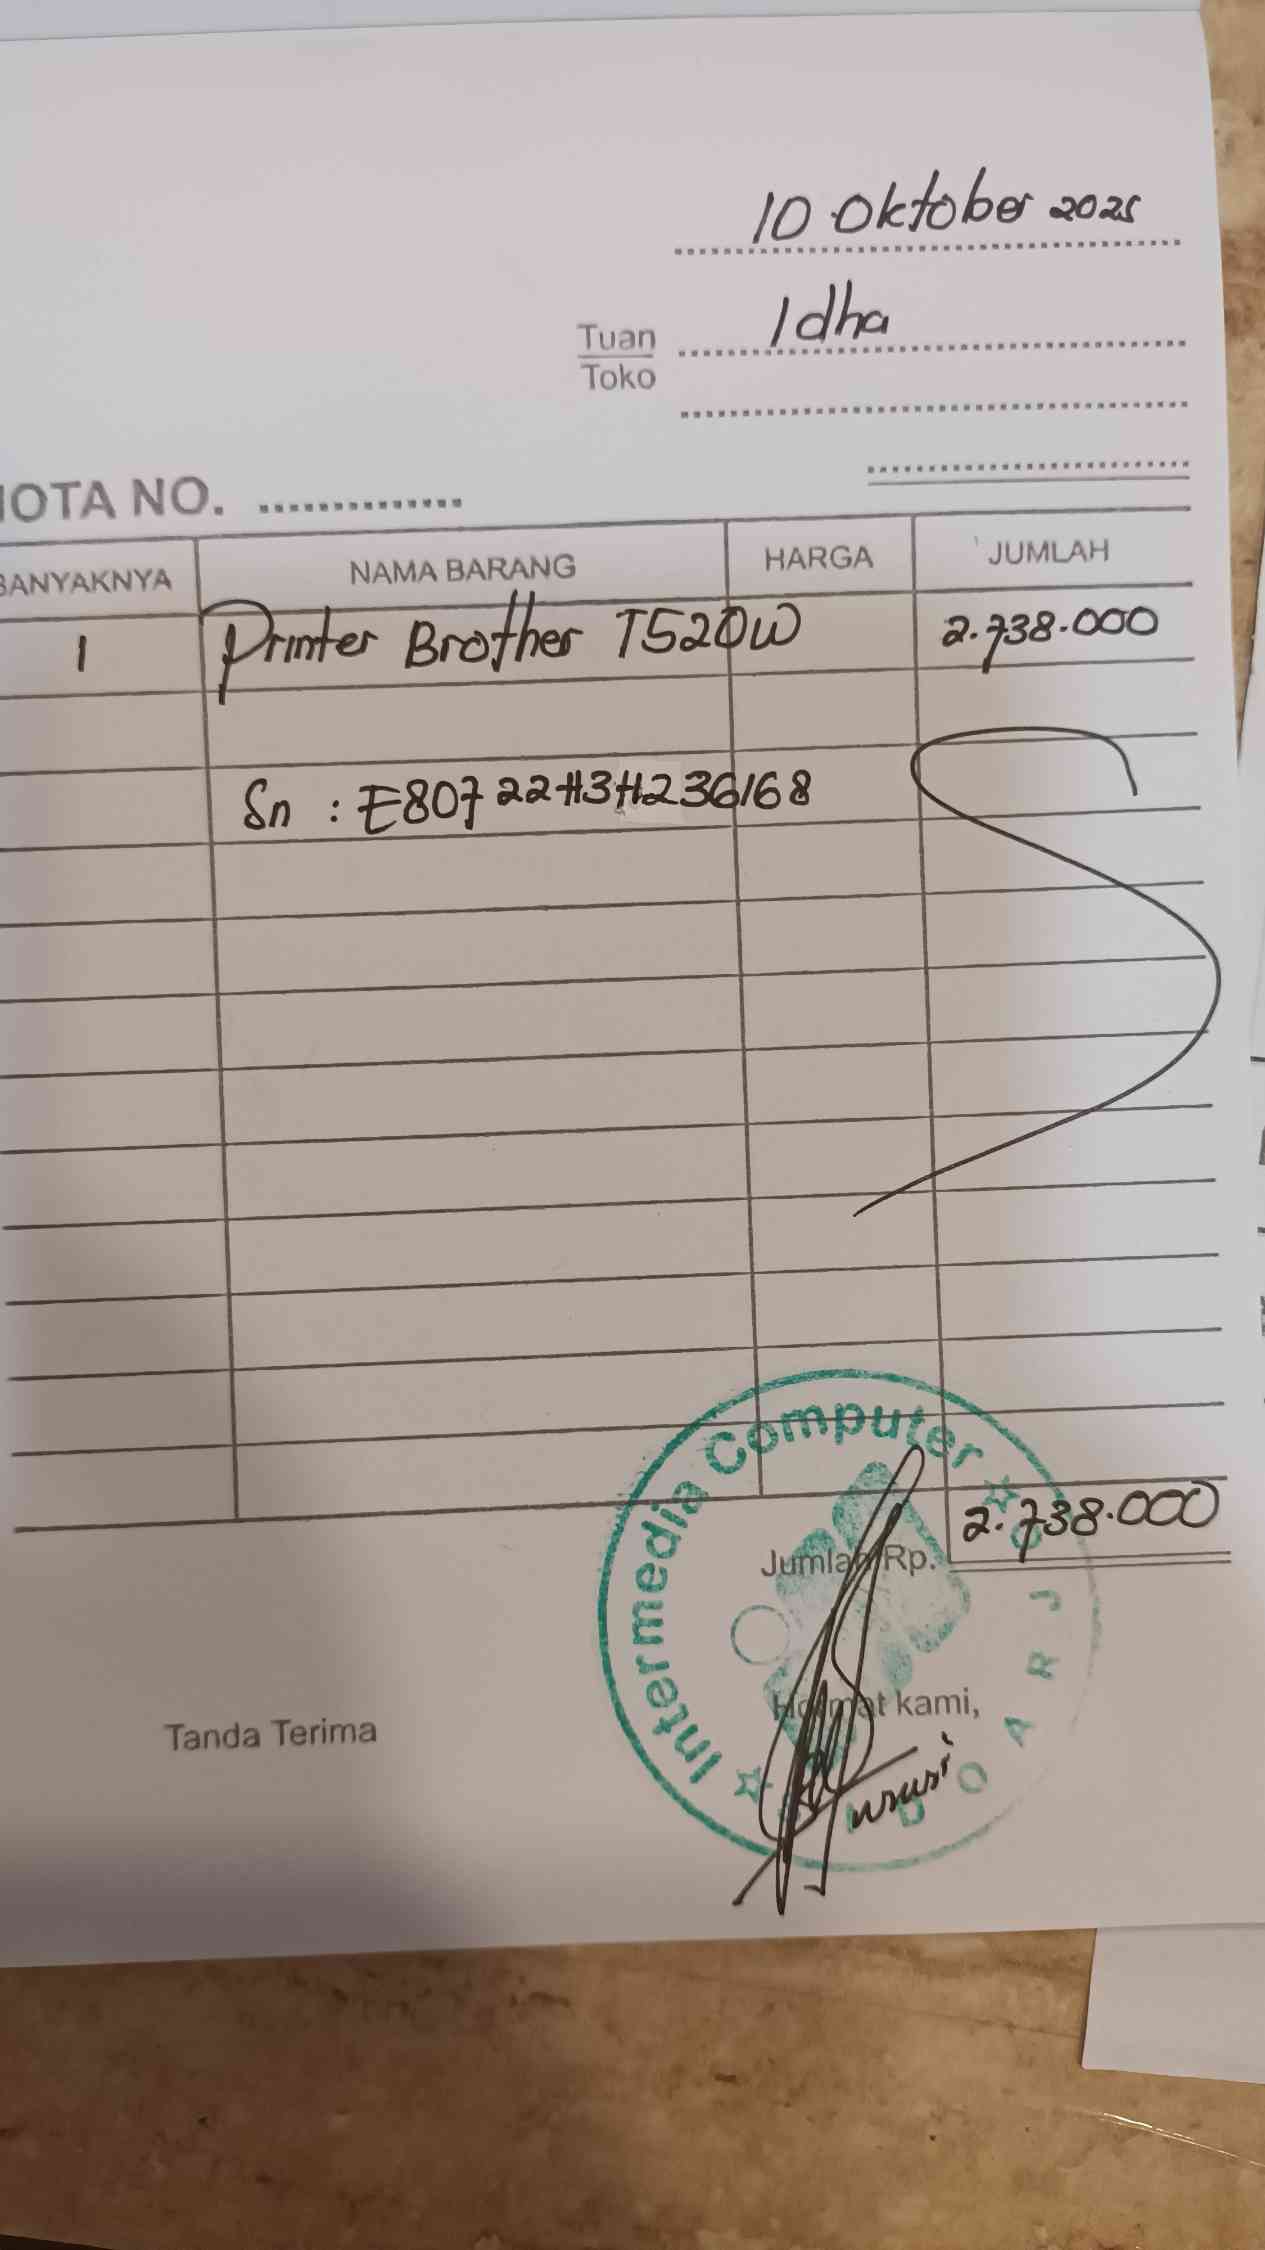 10 Oktober 2025
Tuan Idha
Toko
NOTA NO.
BANYAKNYA NAMA BARANG HARGA JUMLAH
1 Printer Brother T520W 2.738.000
Sn : E80722H3H236168
Intermedia Computer
SIDOARJO
Jumlah Rp. 2.738.000
Tanda Terima Hormat kami,